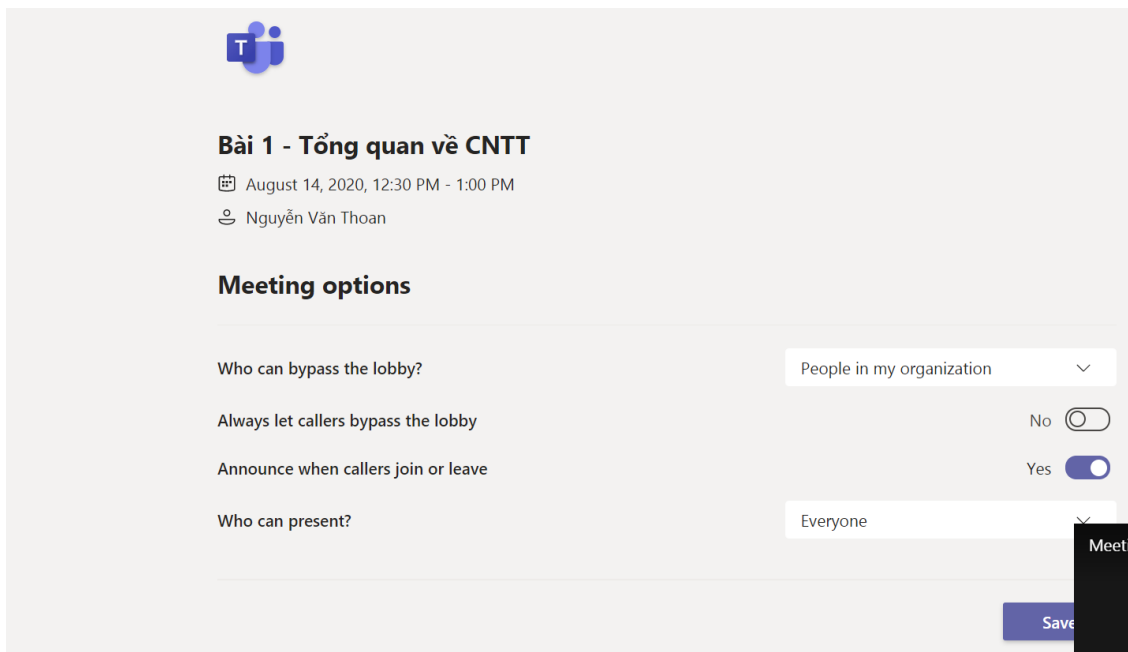 T
Bài 1 - Tổng quan về CNTT
August 14, 2020, 12:30 PM - 1:00 PM
Nguyễn Văn Thoan
Meeting options
Who can bypass the lobby? People in my organization
Always let callers bypass the lobby No
Announce when callers join or leave Yes
Who can present? Everyone
Meeti
Save